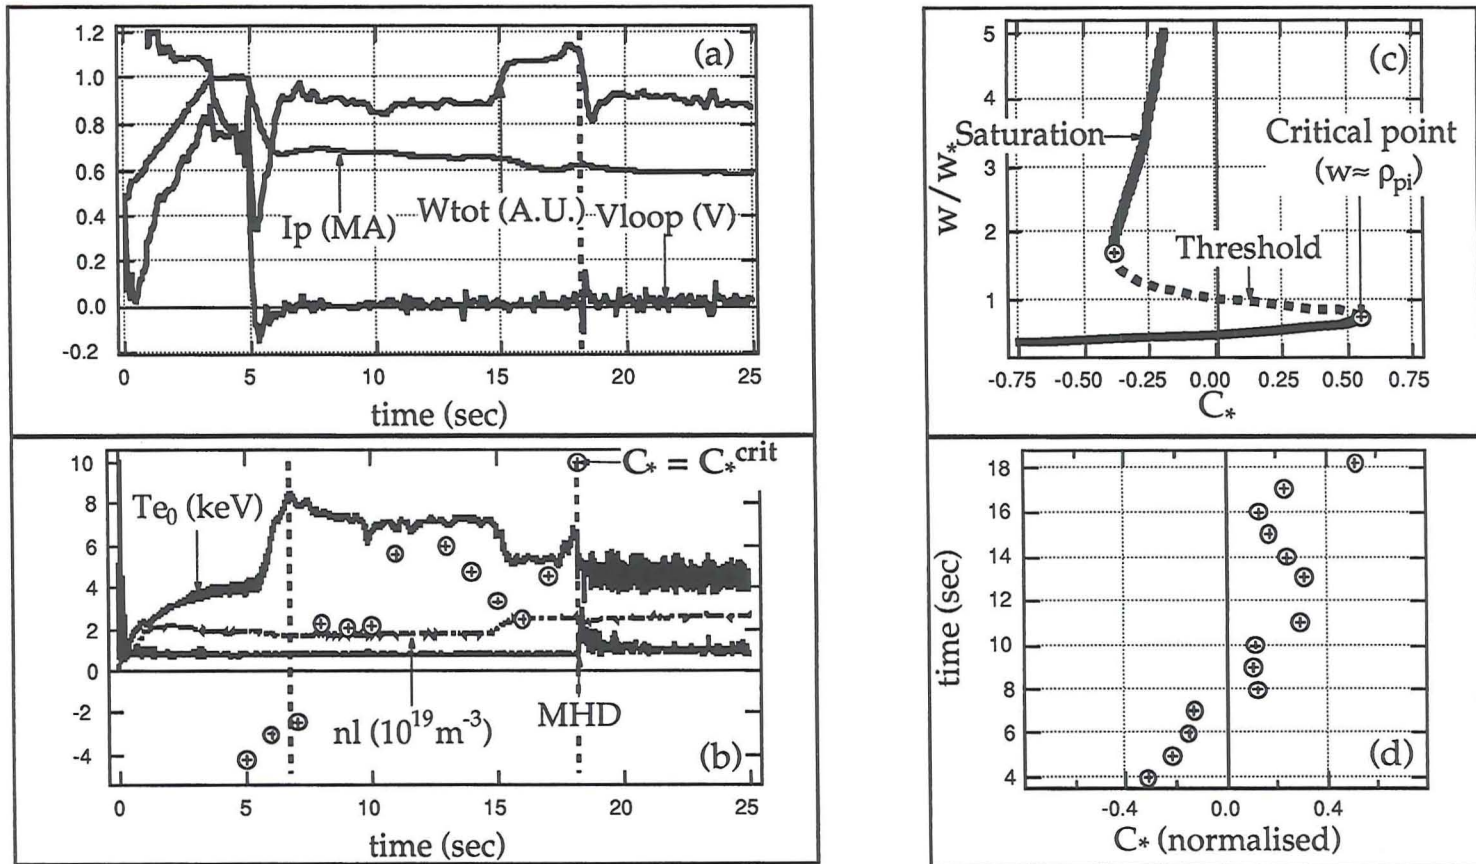 (a)
1.2
1.0
0.8
0.6
0.4
0.2
0.0
-0.2
Ip (MA)
Wtot (A.U.)
Vloop (V)
0 5 10 15 20 25
time (sec)
(b)
10
8
6
4
2
0
-2
-4
Te0 (keV)
C* = C*crit
nl (10^19 m^-3)
MHD
0 5 10 15 20 25
time (sec)
(c)
w/w*
5
4
3
2
1
Saturation
Critical point
(w≈ ρpi)
Threshold
-0.75 -0.50 -0.25 0.00 0.25 0.50 0.75
C*
(d)
time (sec)
18
16
14
12
10
8
6
4
-0.4 0.0 0.4
C* (normalised)